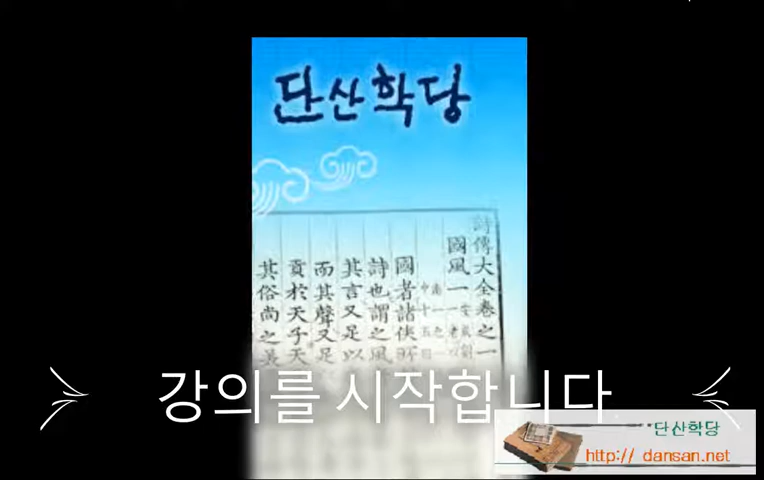 단산학당
詩傳大全卷之一
國風一
國者諸侯所
詩也謂之風
其言又足以
而其聲又足
貢於天子天
其俗尚之美
강의를 시작합니다.
단산학당
http:// dansan.net